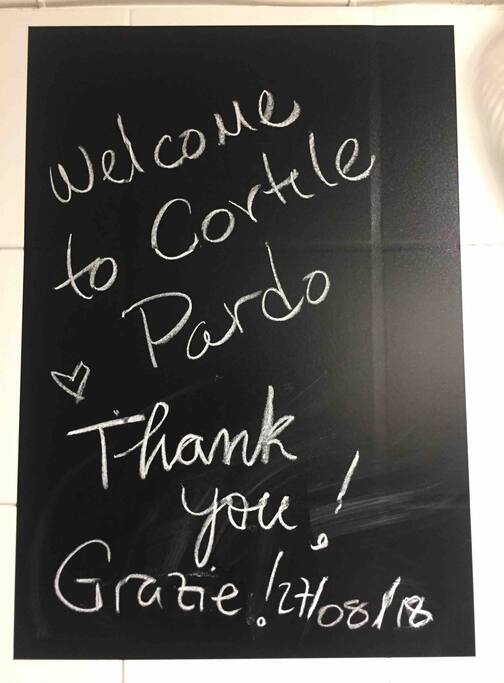 Welcome
to Cortile
Pardo
Thank
you!
Grazie! 27/08/18